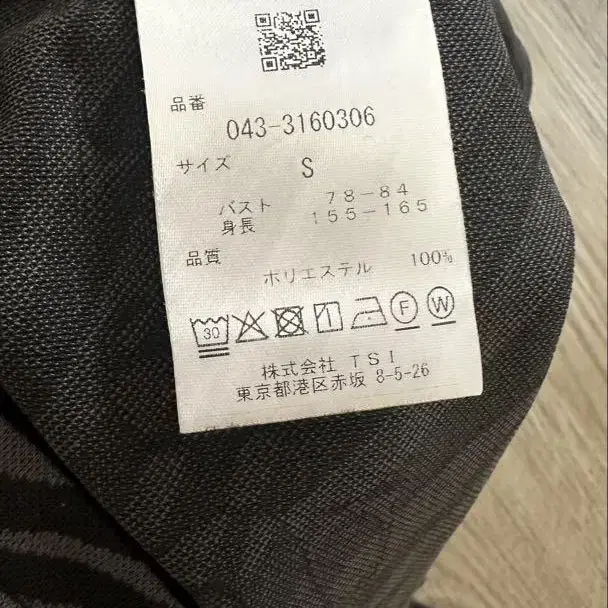 品番
043-3160306
サイズ S
バスト 78-84
身長 155-165
品質
ポリエステル 100%
30 F W
株式会社 TSI
東京都港区赤坂 8-5-26